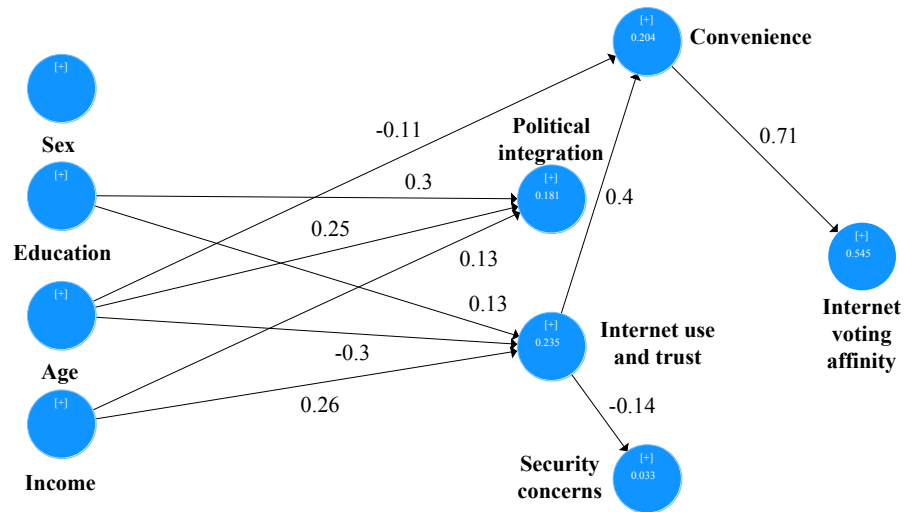 [+]
0.204
Convenience
[+]
Sex
-0.11
Political
integration
0.71
[+]
Education
0.3
[+]
0.181
0.4
0.25
[+]
0.545
Internet
voting
affinity
0.13
0.13
[+]
Age
[+]
0.235
Internet use
and trust
-0.3
0.26
[+]
Income
-0.14
Security
concerns
[+]
0.033